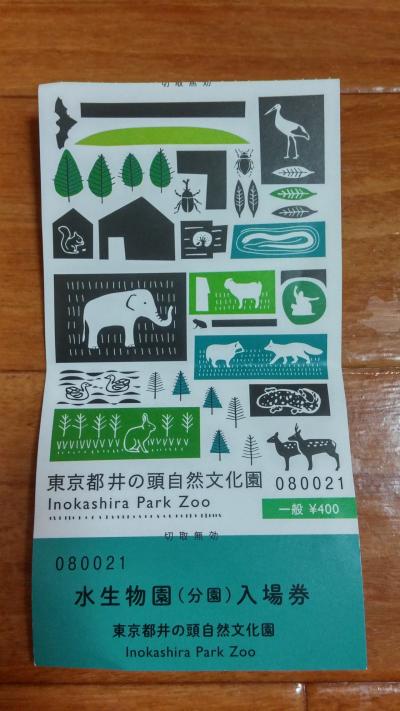 切取無効
東京都井の頭自然文化園
Inokashira Park Zoo
080021
一般 ¥400
切取無効
080021
水生物園(分園)入場券
東京都井の頭自然文化園
Inokashira Park Zoo